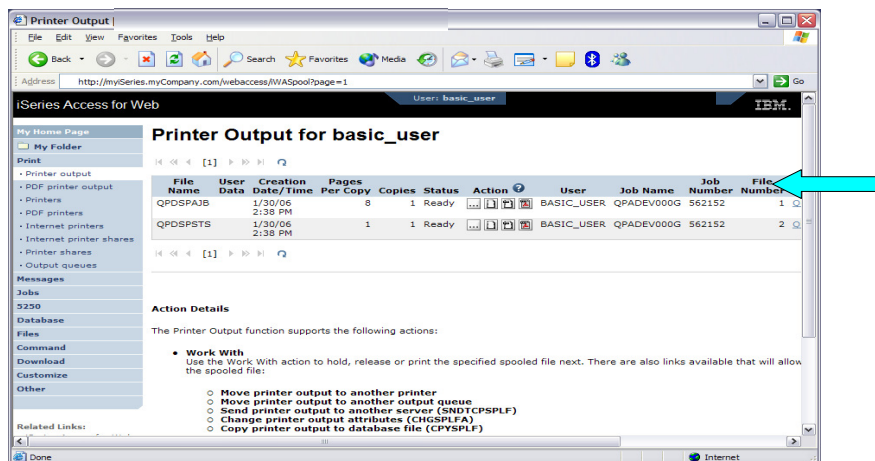 Printer Output
File Edit View Favorites Tools Help
Back Search Favorites Media
Address http://myiSeries.myCompany.com/webaccess/iWASpool?page=1 Go
iSeries Access for Web User: basic_user IBM.
My Home Page
My Folder
Print
• Printer output
• PDF printer output
• Printers
• PDF printers
• Internet printers
• Internet printer shares
• Printer shares
• Output queues
Messages
Jobs
5250
Database
Files
Command
Download
Customize
Other
Related Links:
Printer Output for basic_user
[1]
File Name User Data Creation Date/Time Pages Per Copy Copies Status Action User Job Name Job Number File Number
QPDSPAJB 1/30/06 2:38 PM 8 1 Ready ... BASIC_USER QPADEV000G 562152 1 Q
QPDSPSTS 1/30/06 2:38 PM 1 1 Ready ... BASIC_USER QPADEV000G 562152 2 Q
[1]
Action Details
The Printer Output function supports the following actions:
• Work With
Use the Work With action to hold, release or print the specified spooled file next. There are also links available that will allow
the spooled file:
Move printer output to another printer
Move printer output to another output queue
Send printer output to another server (SNDTCPSPLF)
Change printer output attributes (CHGSPLFA)
Copy printer output to database file (CPYSPLF)
Done Internet